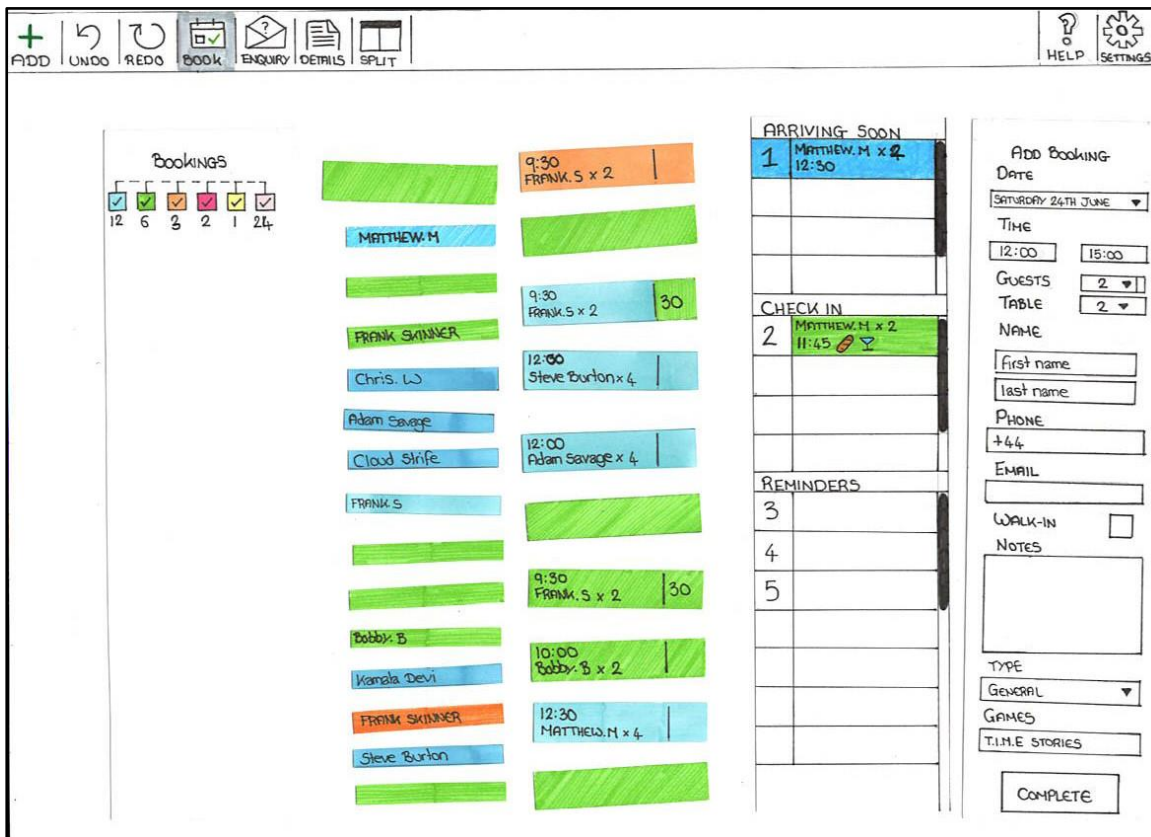 ADD UNDO REDO BOOK ENQUIRY DETAILS SPLIT HELP SETTINGS
BOOKINGS
12 6 3 2 1 24
MATTHEW.M
FRANK SKINNER
Chris. W
Adam Savage
Cloud Strife
FRANK S
Bobby. B
Kamala Devi
FRANK SKINNER
Steve Burton
9:30
FRANK. S x 2
9:30
FRANK. S x 2
30
12:00
Steve Burton x 4
12:00
Adam Savage x 4
9:30
FRANK. S x 2
30
10:00
Bobby. B x 2
12:30
MATTHEW. M x 4
ARRIVING SOON
1 MATTHEW. M x 2
12:30
CHECK IN
2 MATTHEW. M x 2
11:45
REMINDERS
3
4
5
ADD BOOKING
DATE
SATURDAY 24TH JUNE
TIME
12:00 15:00
GUESTS 2
TABLE 2
NAME
first name
last name
PHONE
+44
EMAIL
WALK-IN
NOTES
TYPE
GENERAL
GAMES
T.I.M.E STORIES
COMPLETE